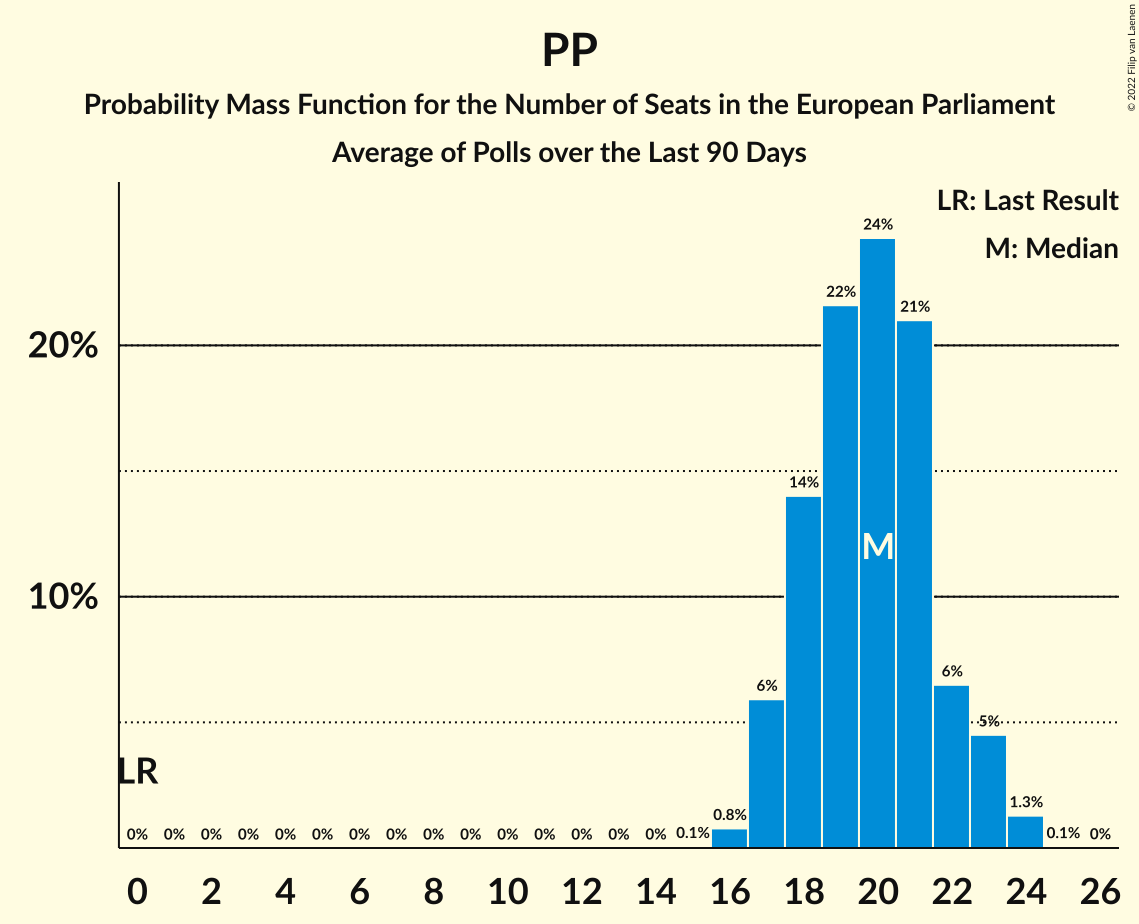 PP
Probability Mass Function for the Number of Seats in the European Parliament
Average of Polls over the Last 90 Days
© 2022 Filip van Laenen
LR: Last Result
M: Median
24%
22%
21%
20%
14%
M
10%
6%
6%
5%
LR
1.3%
0.8%
0% 0% 0% 0% 0% 0% 0% 0% 0% 0% 0% 0% 0% 0% 0% 0.1% 0.1% 0%
0 2 4 6 8 10 12 14 16 18 20 22 24 26